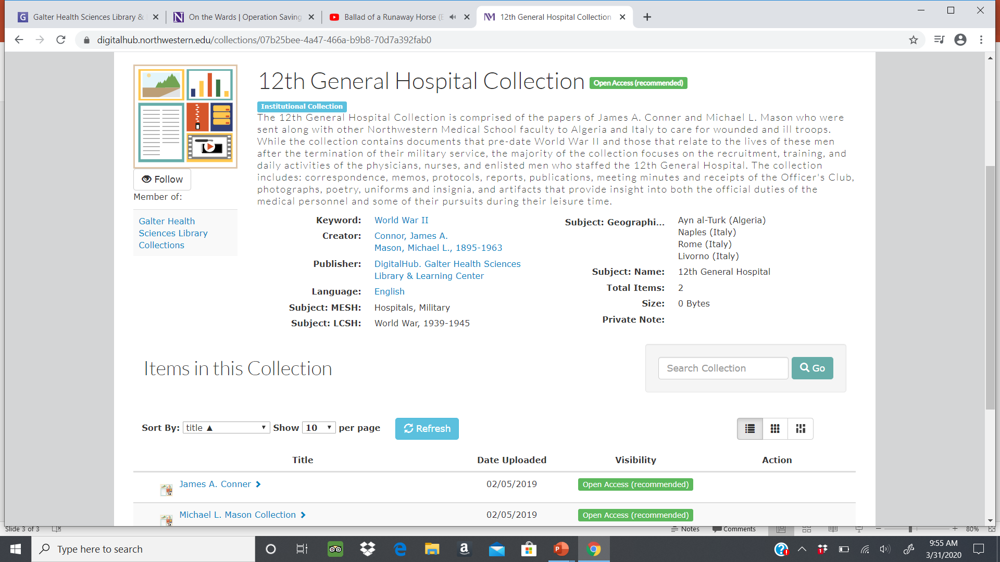 Galter Health Sciences Library &
On the Wards | Operation Saving
Ballad of a Runaway Horse (
12th General Hospital Collection
digitalhub.northwestern.edu/collections/07b25bee-4a47-466a-b9b8-70d7a392fab0
12th General Hospital Collection Open Access (recommended)
Institutional Collection
The 12th General Hospital Collection is comprised of the papers of James A. Conner and Michael L. Mason who were
sent along with other Northwestern Medical School faculty to Algeria and Italy to care for wounded and ill troops.
While the collection contains documents that pre-date World War II and those that relate to the lives of these men
after the termination of their military service, the majority of the collection focuses on the recruitment, training, and
daily activities of the physicians, nurses, and enlisted men who staffed the 12th General Hospital. The collection
includes: correspondence, memos, protocols, reports, publications, meeting minutes and receipts of the Officer's Club,
photographs, poetry, uniforms and insignia, and artifacts that provide insight into both the official duties of the
medical personnel and some of their pursuits during their leisure time.
Follow
Member of:
Galter Health
Sciences Library
Collections
Keyword: World War II
Creator: Connor, James A.
Mason, Michael L., 1895-1963
Publisher: DigitalHub. Galter Health Sciences
Library & Learning Center
Language: English
Subject: MESH: Hospitals, Military
Subject: LCSH: World War, 1939-1945
Subject: Geographi... Ayn al-Turk (Algeria)
Naples (Italy)
Rome (Italy)
Livorno (Italy)
Subject: Name: 12th General Hospital
Total Items: 2
Size: 0 Bytes
Private Note:
Items in this Collection
Search Collection Go
Sort By: title ▲ Show 10 per page Refresh
Title Date Uploaded Visibility Action
James A. Conner 02/05/2019 Open Access (recommended)
Michael L. Mason Collection 02/05/2019 Open Access (recommended)
Slide 3 of 3 Notes Comments 80%
Type here to search
9:55 AM
3/31/2020